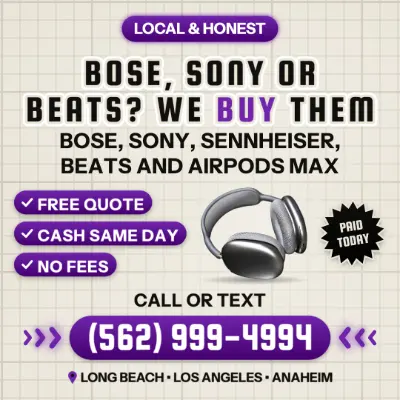 LOCAL & HONEST
BOSE, SONY OR
BEATS? WE BUY THEM
BOSE, SONY, SENNHEISER,
BEATS AND AIRPODS MAX
FREE QUOTE
CASH SAME DAY
NO FEES
PAID
TODAY
CALL OR TEXT
(562) 999-4994
LONG BEACH • LOS ANGELES • ANAHEIM